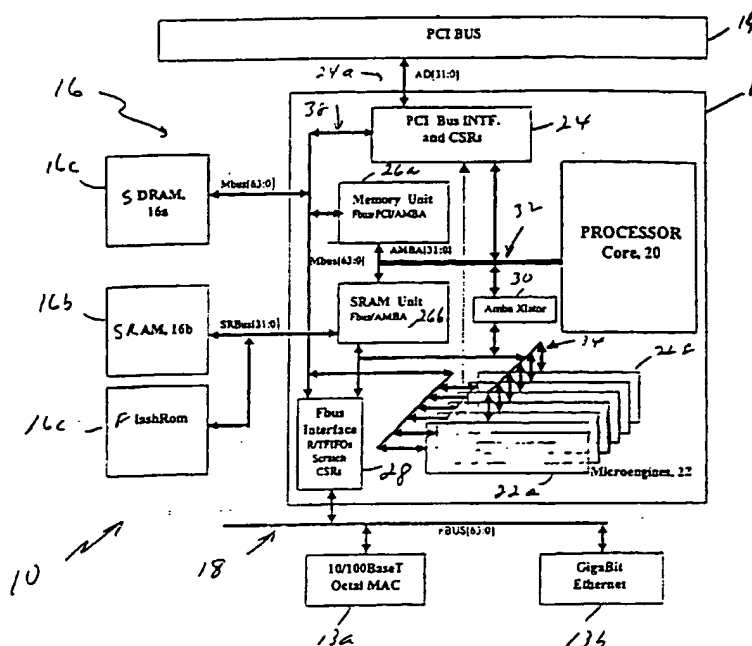 PCI BUS
14
24a
AD[31:0]
16
38
PCI Bus INTF.
and CSRs
24
16c
SDRAM, 16a
Mbus[63:0]
26a
Memory Unit
Fbus/PCI/AMBA
32
PROCESSOR
Core, 20
AMBA[31:0]
Mbus[63:0]
30
16b
SRAM, 16b
SRBus[31:0]
SRAM Unit
Fbus/AMBA
26b
Amba Xlator
34
16c
FlashRom
Fbus
Interface
R/TFIFOs
Scratch
CSRs
28
Microengines, 22
22a
10
18
FBUS[63:0]
10/100BaseT
Octal MAC
GigaBit
Ethernet
13a
13b